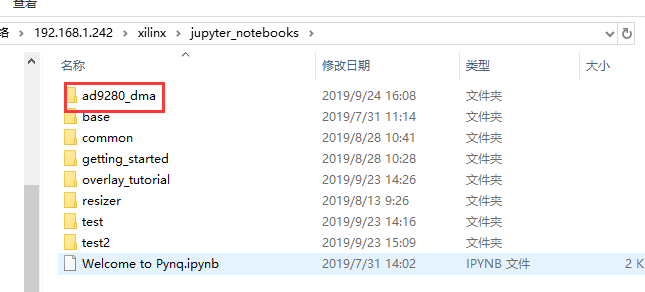 查看
络 › 192.168.1.242 › xilinx › jupyter_notebooks ›
名称 修改日期 类型 大小
ad9280_dma 2019/9/24 16:08 文件夹
base 2019/7/31 11:14 文件夹
common 2019/8/28 10:41 文件夹
getting_started 2019/8/28 10:28 文件夹
overlay_tutorial 2019/9/23 14:26 文件夹
resizer 2019/8/13 9:26 文件夹
test 2019/9/23 14:16 文件夹
test2 2019/9/23 15:09 文件夹
Welcome to Pynq.ipynb 2019/7/31 14:02 IPYNB 文件 2 K